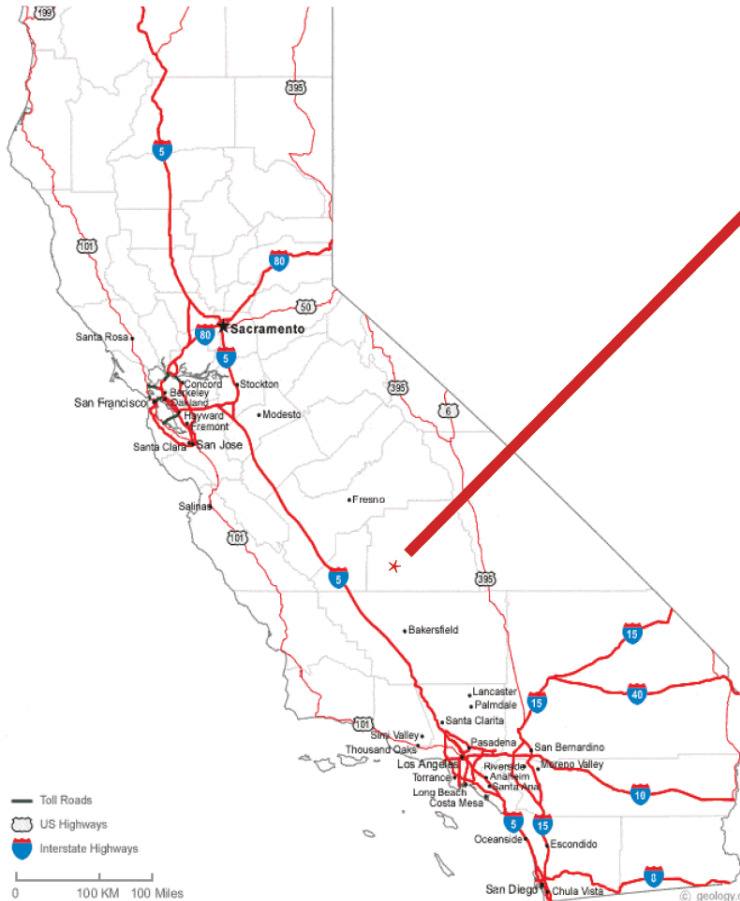 199
395
5
101
80
50
Sacramento
80
Santa Rosa
5
Concord
Stockton
Berkeley
395
San Francisco
Oakland
6
Hayward
Modesto
Fremont
Santa Clara
San Jose
Fresno
Salinas
101
5
395
Bakersfield
15
40
Lancaster
Palmdale
15
101
Santa Clarita
Simi Valley
Pasadena
San Bernardino
Thousand Oaks
Los Angeles
Riverside
Moreno Valley
Torrance
Anaheim
Santa Ana
Long Beach
10
Costa Mesa
Toll Roads
US Highways
5
15
Oceanside
Escondido
Interstate Highways
8
San Diego
Chula Vista
0
100 KM
100 Miles
© geology.c